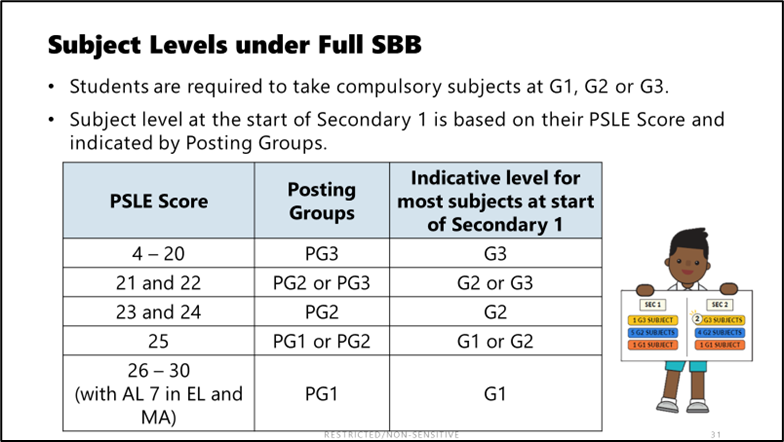 Subject Levels under Full SBB
• Students are required to take compulsory subjects at G1, G2 or G3.
• Subject level at the start of Secondary 1 is based on their PSLE Score and
indicated by Posting Groups.
PSLE Score
Posting
Groups
Indicative level for
most subjects at start
of Secondary 1
4 – 20
PG3
G3
21 and 22
PG2 or PG3
G2 or G3
23 and 24
PG2
G2
25
PG1 or PG2
G1 or G2
26 – 30
(with AL 7 in EL and
MA)
PG1
G1
SEC 1
1 G3 SUBJECT
5 G2 SUBJECTS
1 G1 SUBJECT
SEC 2
2 G3 SUBJECTS
4 G2 SUBJECTS
1 G1 SUBJECT
RESTRICTED/NON-SENSITIVE
31